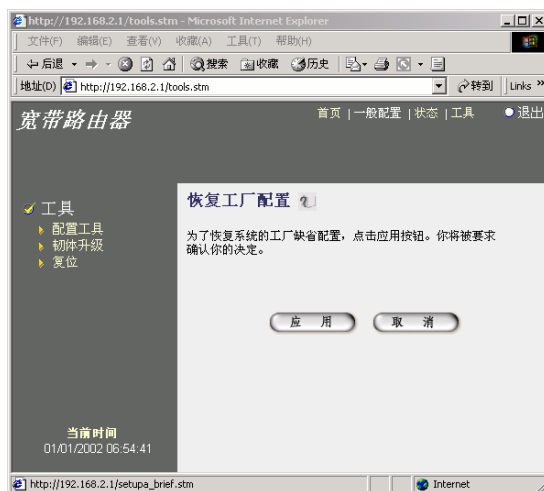 http://192.168.2.1/tools.stm - Microsoft Internet Explorer
文件(F) 编辑(E) 查看(V) 收藏(A) 工具(T) 帮助(H)
后退 搜索 收藏 历史
地址(D) http://192.168.2.1/tools.stm 转到 Links »
宽带路由器
首页 | 一般配置 | 状态 | 工具 退出
工具
配置工具
韧体升级
复位
恢复工厂配置
为了恢复系统的工厂缺省配置，点击应用按钮。你将被要求
确认你的决定。
应 用 取 消
当前时间
01/01/2002 06:54:41
http://192.168.2.1/setupa_brief.stm Internet